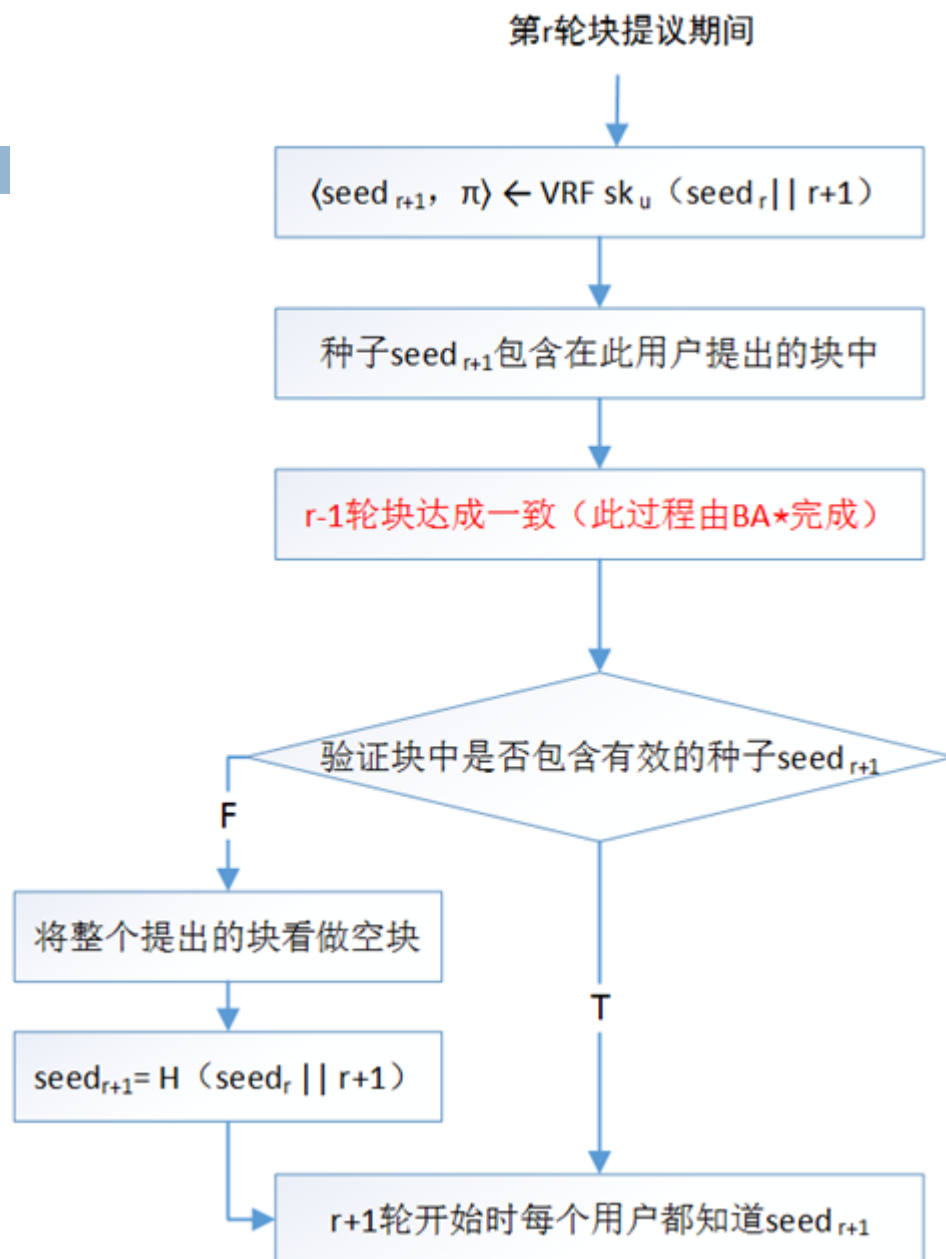 第r轮块提议期间
⟨seed r+1，π⟩ ← VRF sk u（seed r|| r+1）
种子seed r+1包含在此用户提出的块中
r-1轮块达成一致（此过程由BA⋆完成）
验证块中是否包含有效的种子seed r+1
F
将整个提出的块看做空块
T
seedr+1= H（seedr || r+1）
r+1轮开始时每个用户都知道seed r+1